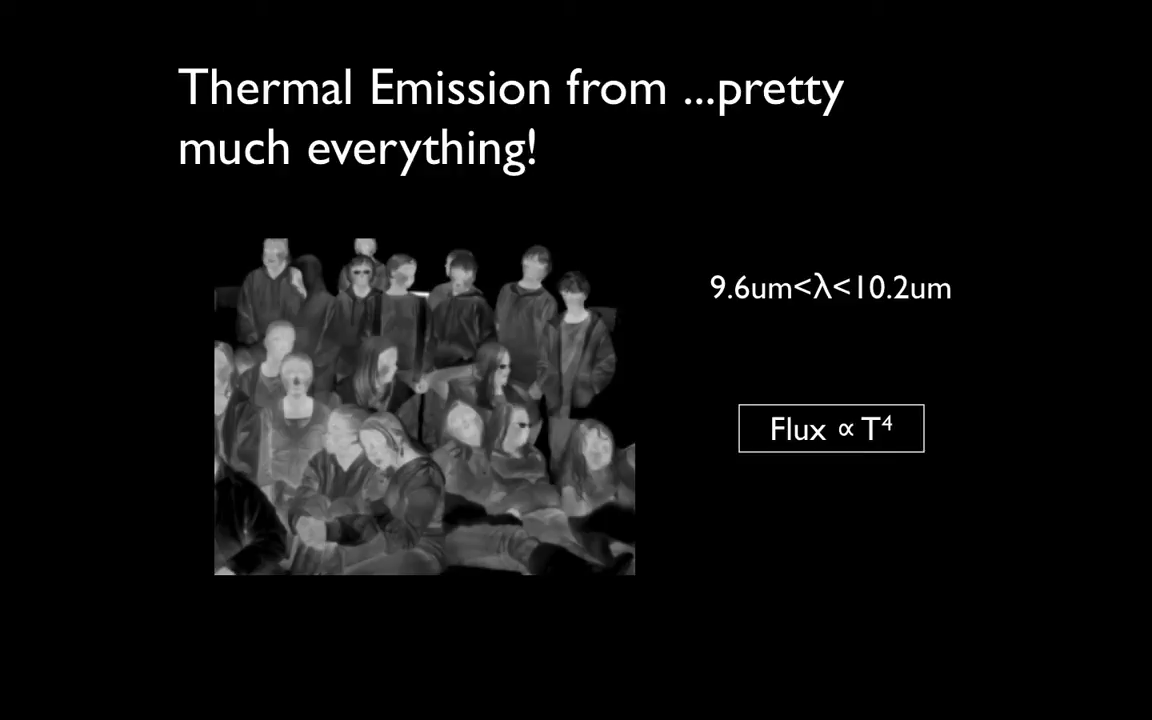 Thermal Emission from ...pretty
much everything!
9.6um<λ<10.2um
Flux ∝ T⁴